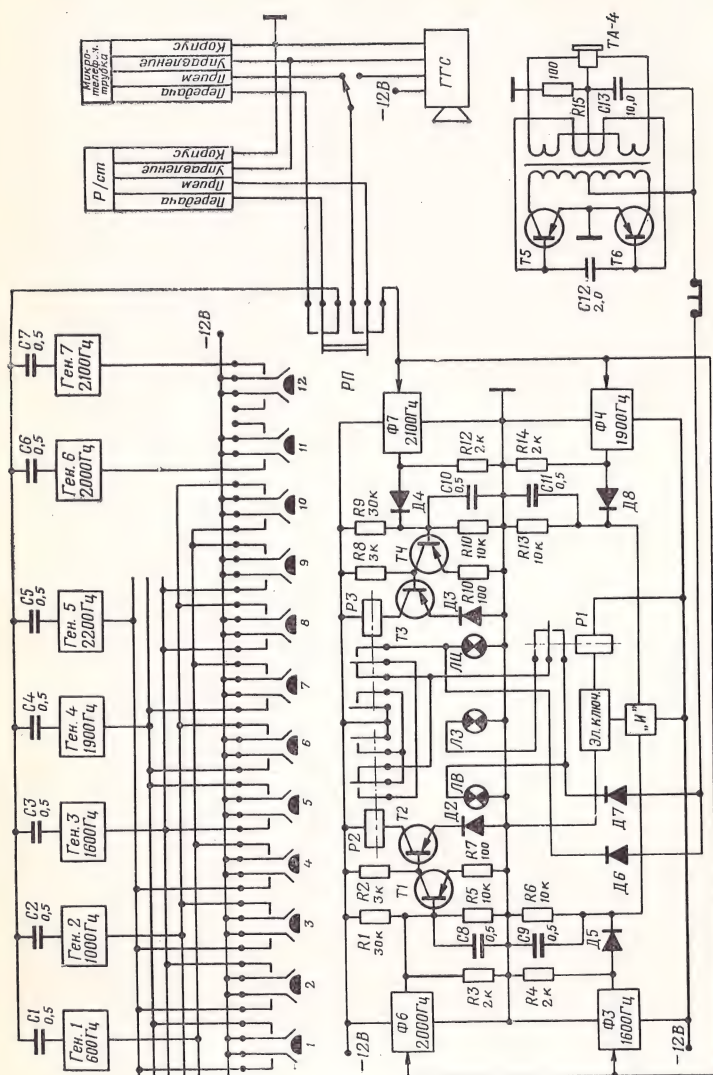 Микро-
телеф.н.
трубка
Корпус
Управление
Прием
Передача
Р/ст
Корпус
Управление
Прием
Передача
-12В
ГГС
C1
0,5
Ген. 1
600Гц
C2
0,5
Ген. 2
1000Гц
C3
0,5
Ген. 3
1600Гц
C4
0,5
Ген. 4
1900Гц
C5
0,5
Ген. 5
2200Гц
C6
0,5
Ген. 6
2000Гц
C7
0,5
Ген. 7
2100Гц
-12В
1
2
3
4
5
6
7
8
9
10
11
12
РП
ТА-4
100
R15
C13
10,0
T5
T6
C12
2,0
-12В
Ф6
2000Гц
R1
30к
R2
3к
T1
T2
P2
R3
2к
C8
0,5
R5
10к
R7
100
Д2
ЛВ
ЛЗ
ЛЩ
P3
T3
Д3
R10
100
T4
R8
3к
R9
30к
R10
10к
Д4
C10
0,5
R12
2к
Ф7
2100Гц
Ф3
1600Гц
-12В
R4
2к
C9
0,5
R6
10к
Д5
Д6
Д7
Эл. ключ.
„И"
P1
R13
10к
C11
0,5
R14
2к
Д8
Ф4
1900Гц